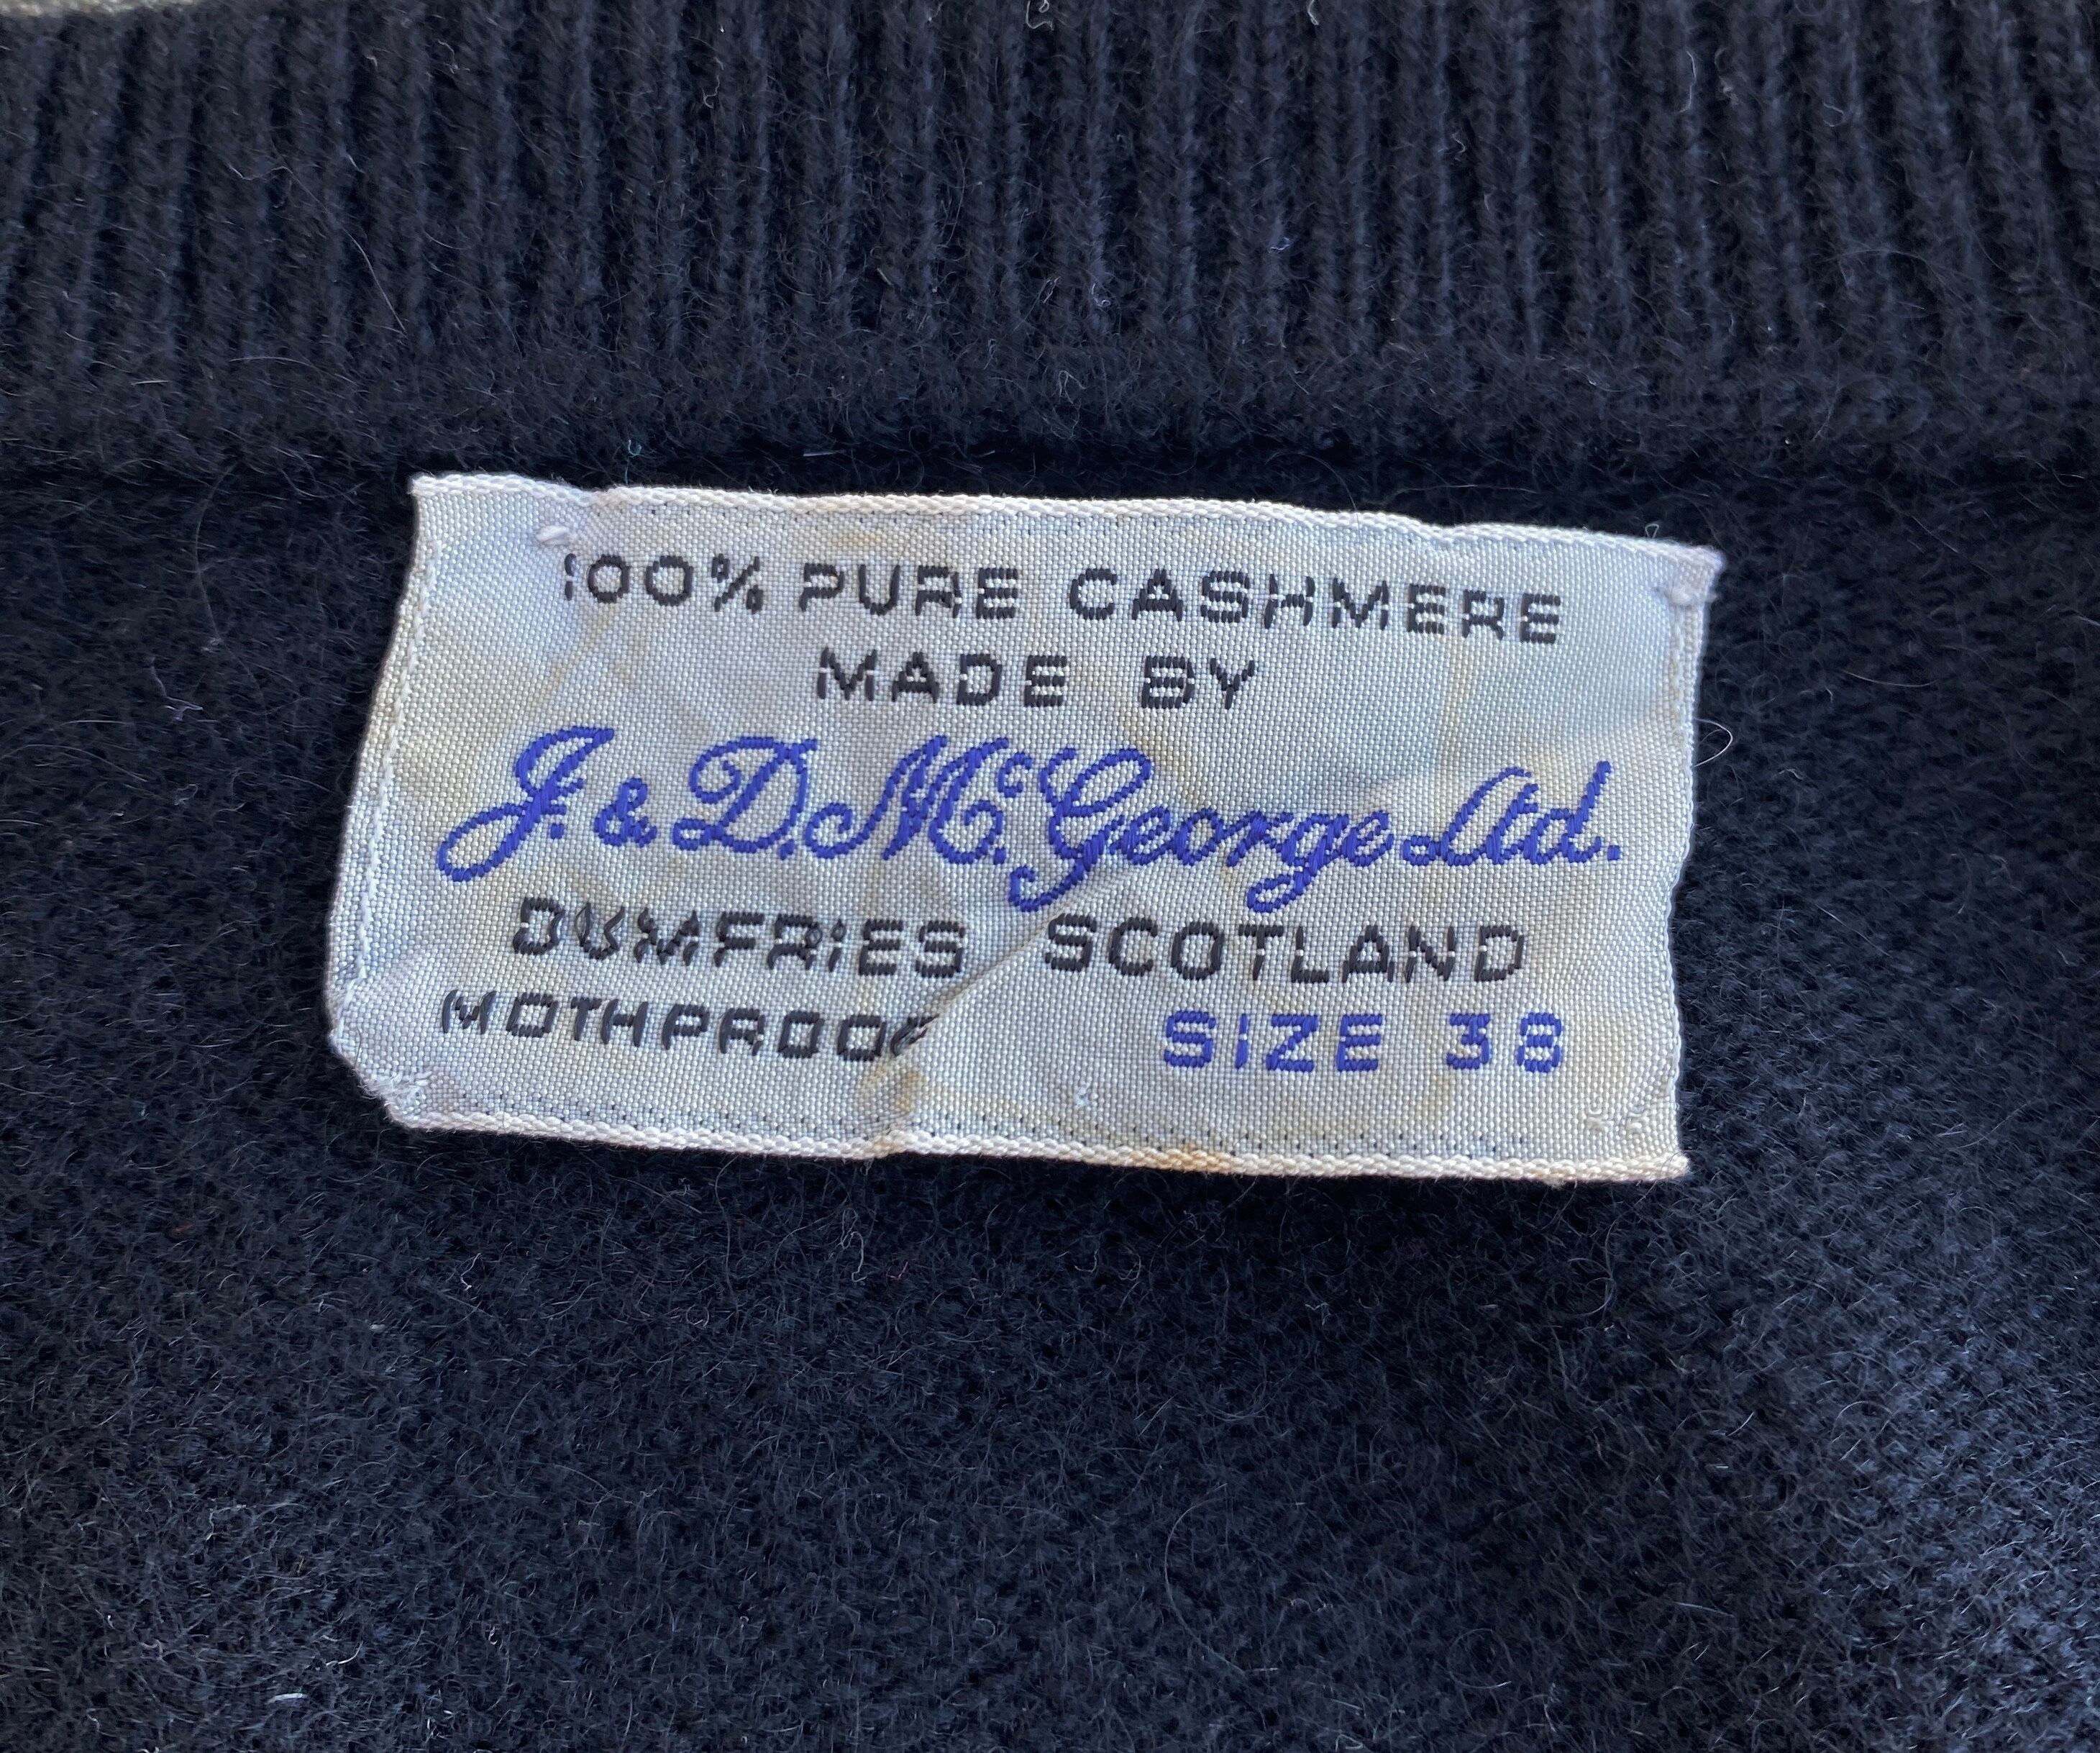 100% PURE CASHMERE
MADE BY
J. & D. McGeorge Ltd.
DUMFRIES SCOTLAND
MOTHPROOF SIZE 38